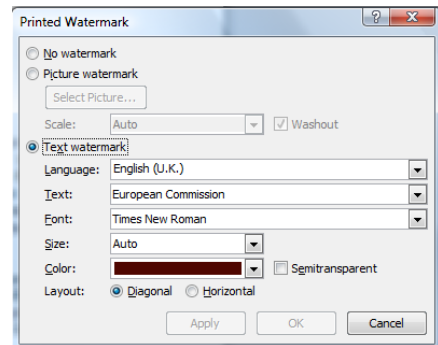 Printed Watermark
No watermark
Picture watermark
Select Picture...
Scale: Auto Washout
Text watermark
Language: English (U.K.)
Text: European Commission
Font: Times New Roman
Size: Auto
Color: Semitransparent
Layout: Diagonal Horizontal
Apply OK Cancel